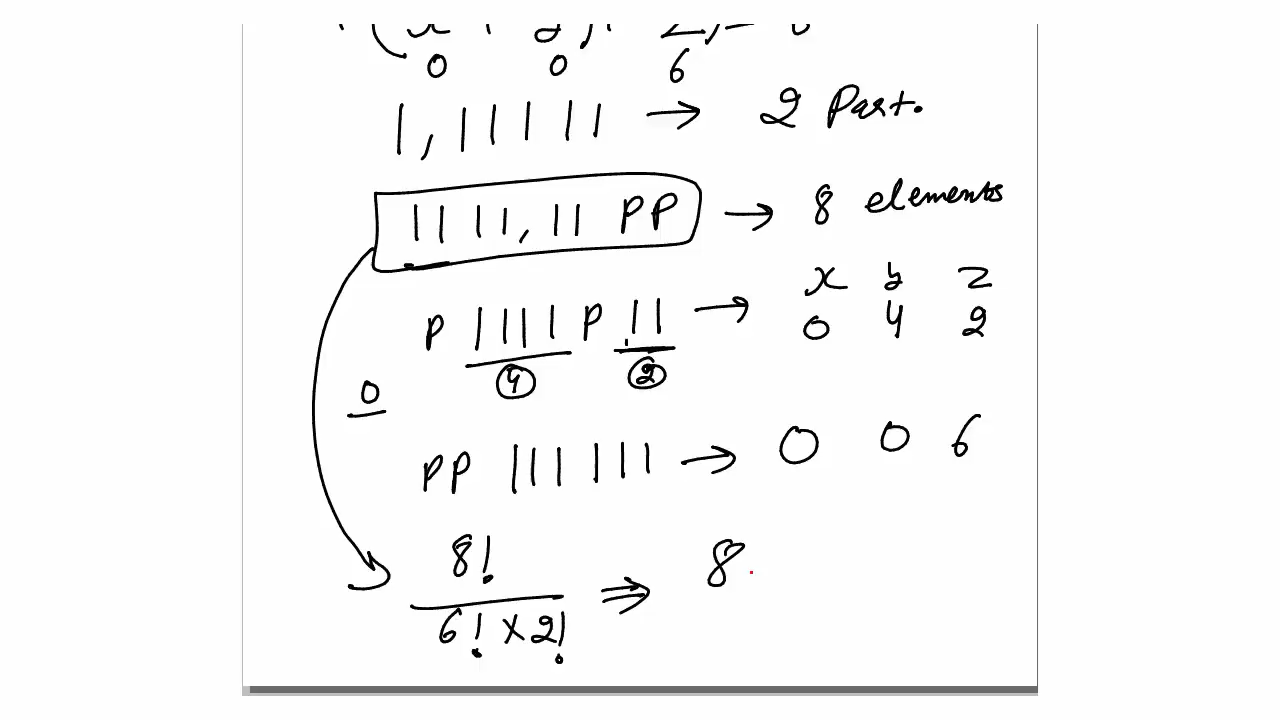 0 0 6
1, 1 1 1 1 1 → 2 Part.
1 1 1 1, 1 1 P P → 8 elements
x y z
P 1 1 1 1 P 1 1 → 0 4 2
4 2
0
P P 1 1 1 1 1 1 → 0 0 6
8!
6! × 2! ⇒ 8